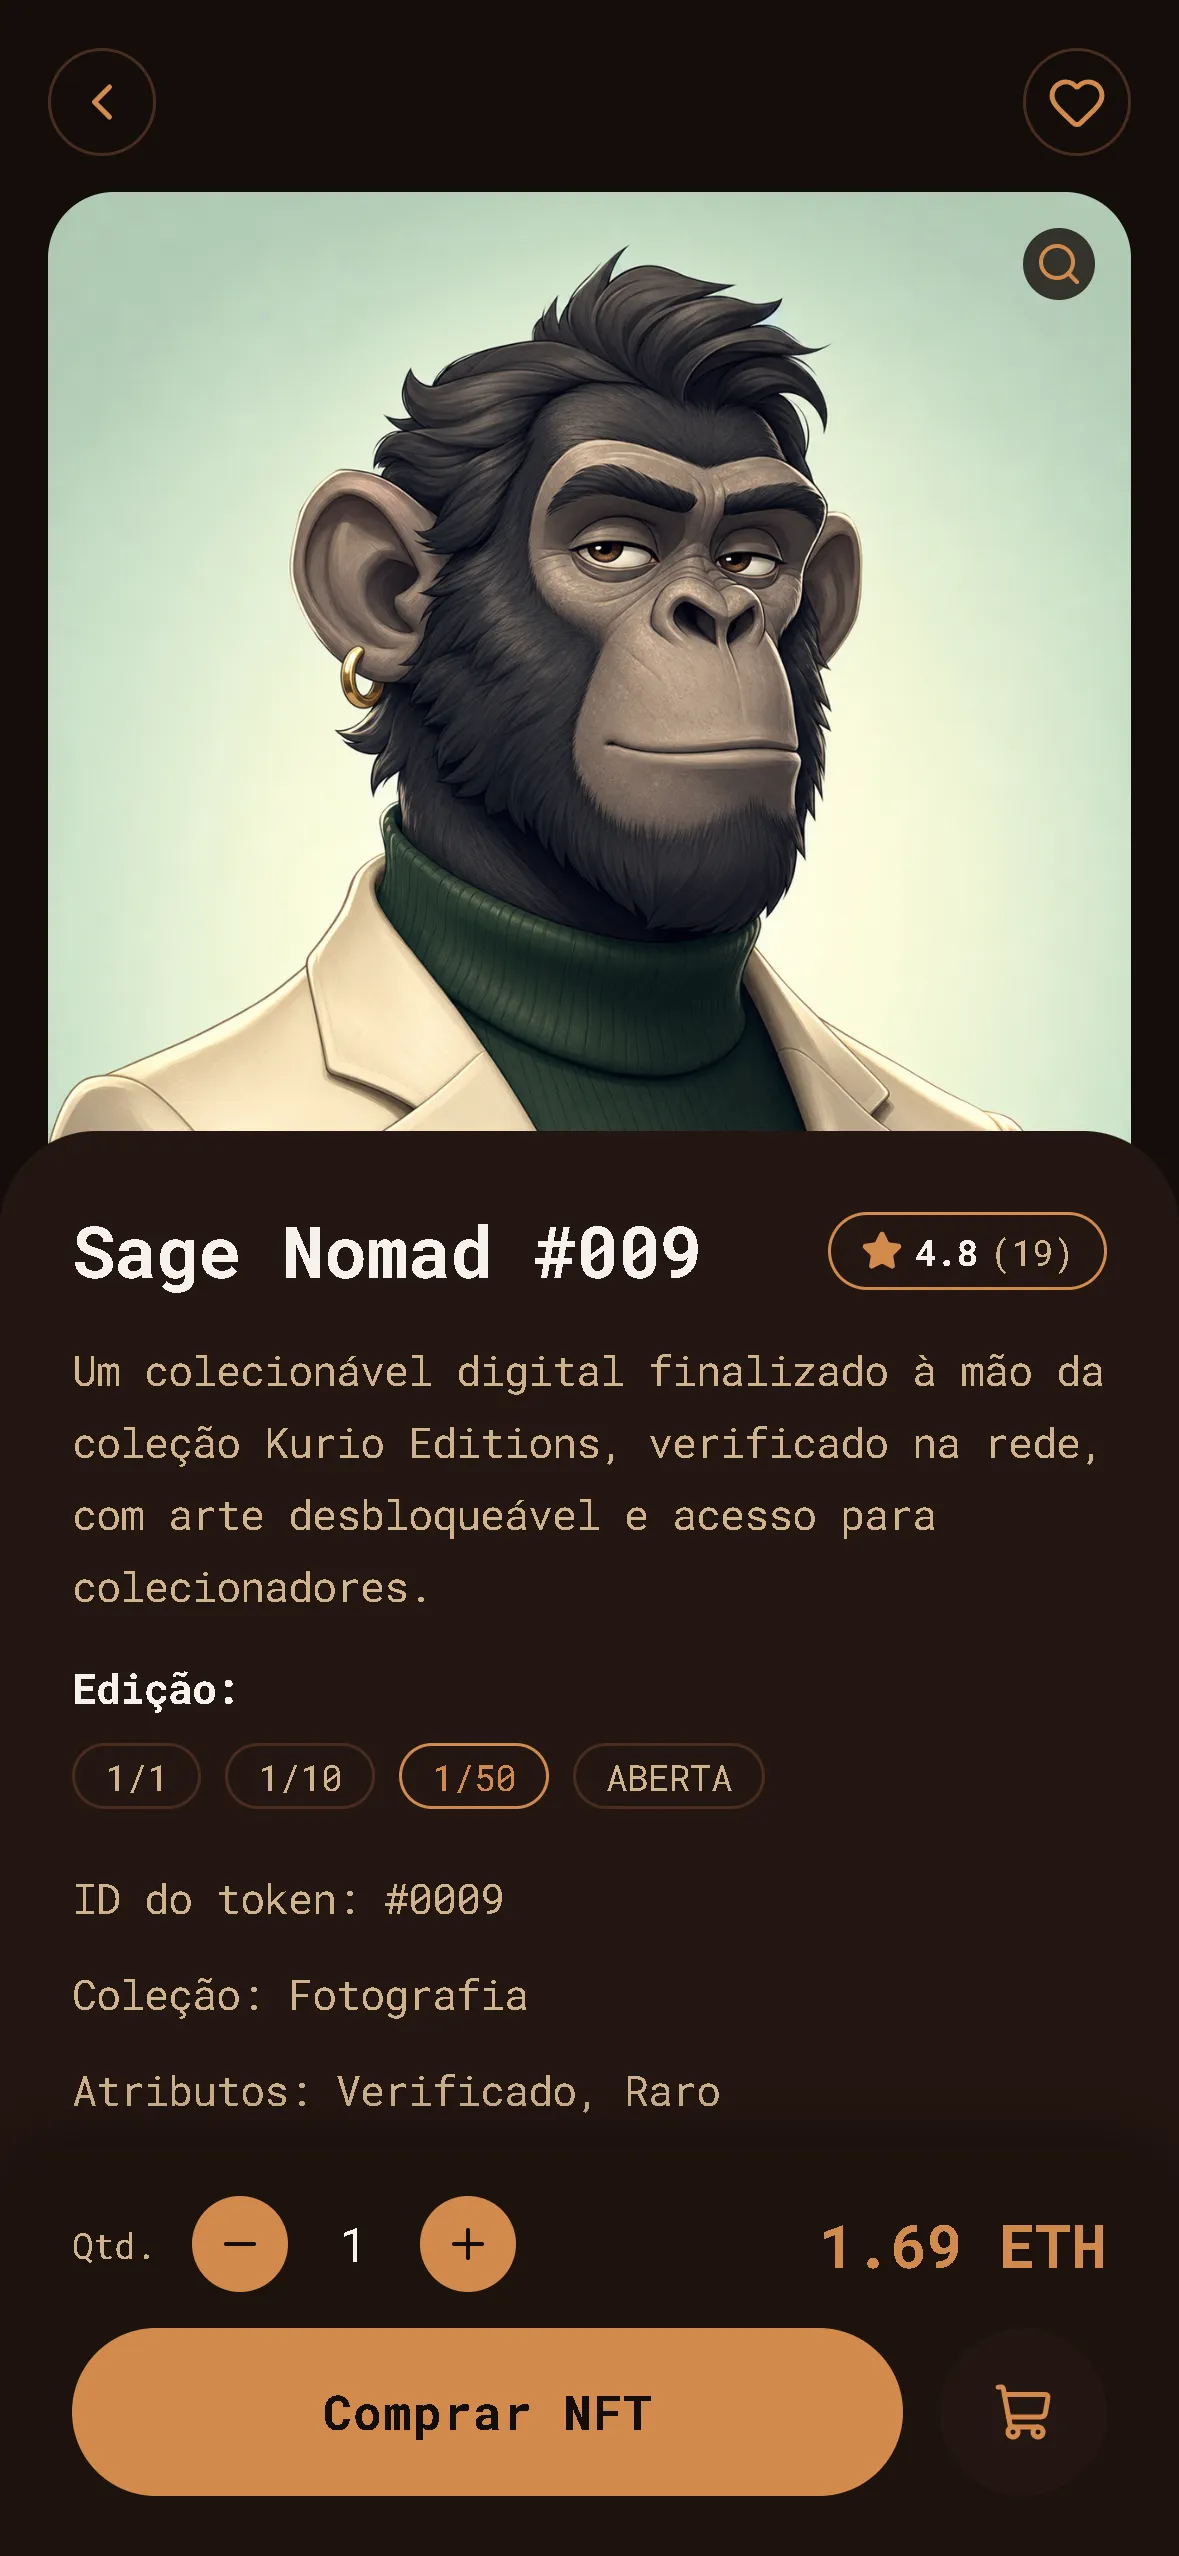 Sage Nomad #009
4.8 (19)
Um colecionável digital finalizado à mão da
coleção Kurio Editions, verificado na rede,
com arte desbloqueável e acesso para
colecionadores.
Edição:
1/1 1/10 1/50 ABERTA
ID do token: #0009
Coleção: Fotografia
Atributos: Verificado, Raro
Qtd. 1 1.69 ETH
Comprar NFT